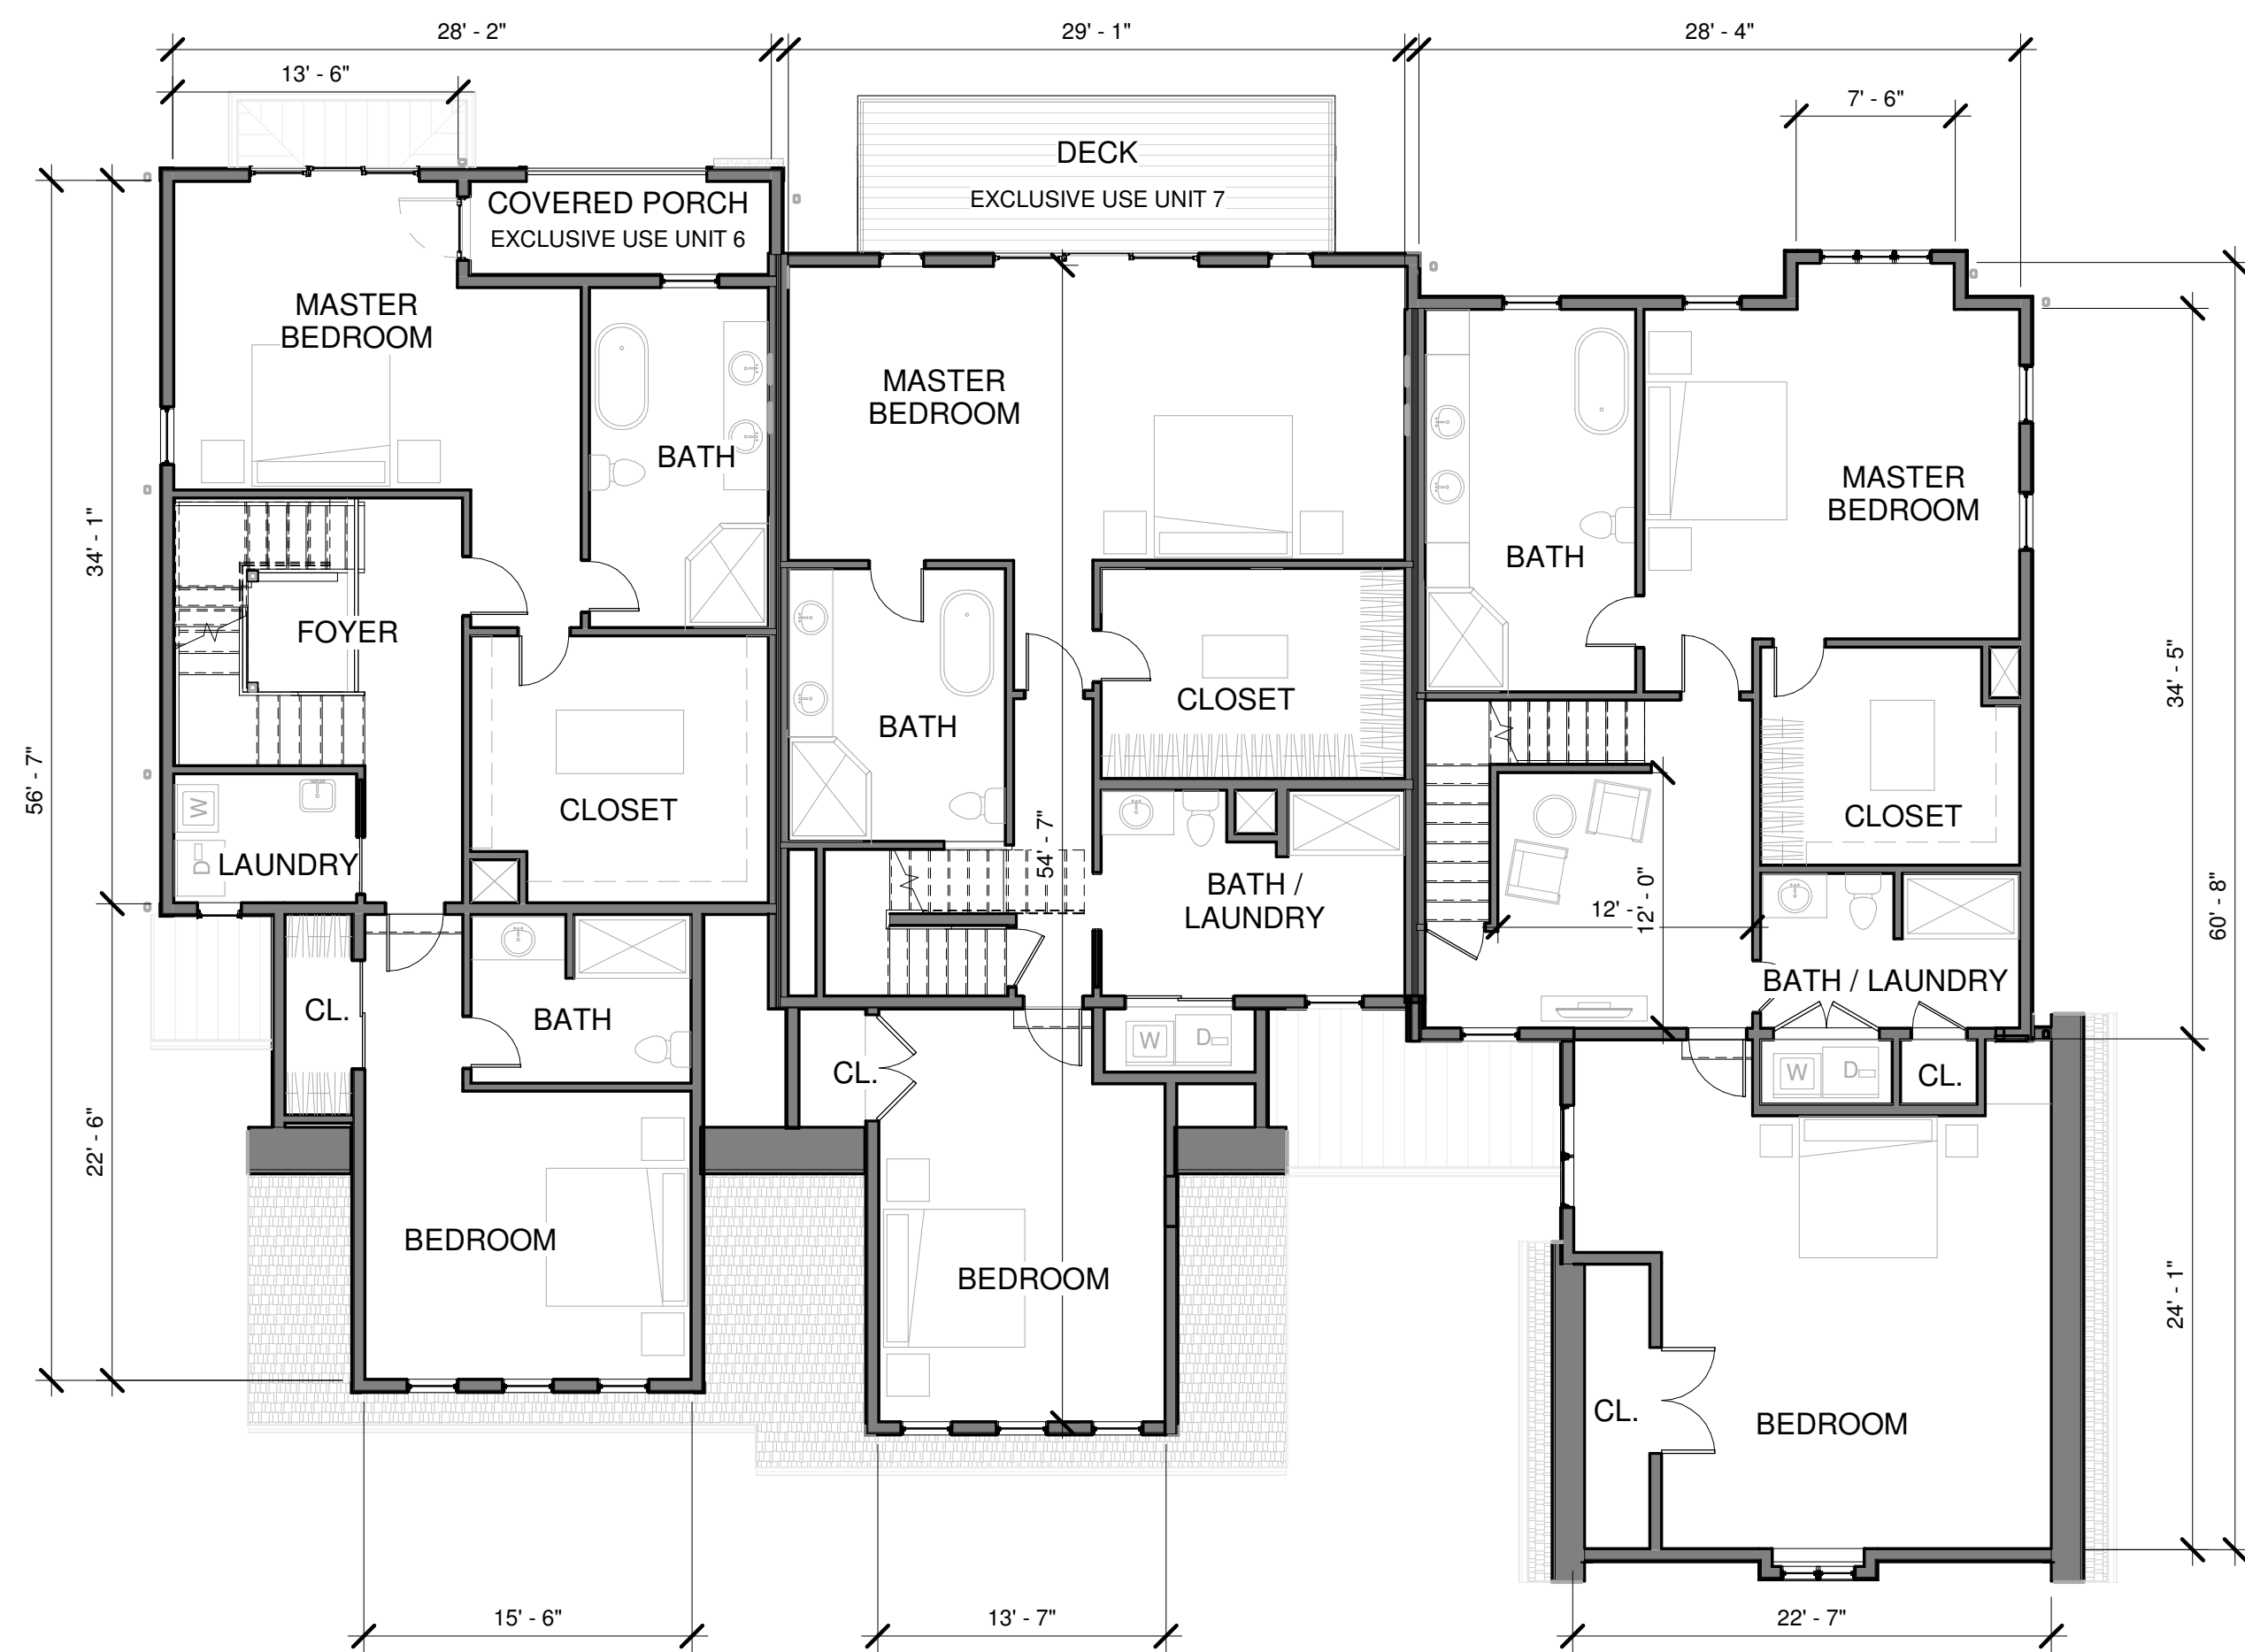 28' - 2"
29' - 1"
28' - 4"
13' - 6"
7' - 6"
DECK
EXCLUSIVE USE UNIT 7
COVERED PORCH
EXCLUSIVE USE UNIT 6
MASTER
BEDROOM
MASTER
BEDROOM
MASTER
BEDROOM
BATH
BATH
34' - 1"
FOYER
34' - 5"
CLOSET
BATH
56' - 7"
W
CLOSET
CLOSET
54' - 7"
D
LAUNDRY
BATH /
LAUNDRY
12' -
12' - 0"
60' - 8"
CL.
BATH
BATH / LAUNDRY
W
D
CL.
W
D
CL.
22' - 6"
BEDROOM
BEDROOM
24' - 1"
CL.
BEDROOM
15' - 6"
13' - 7"
22' - 7"